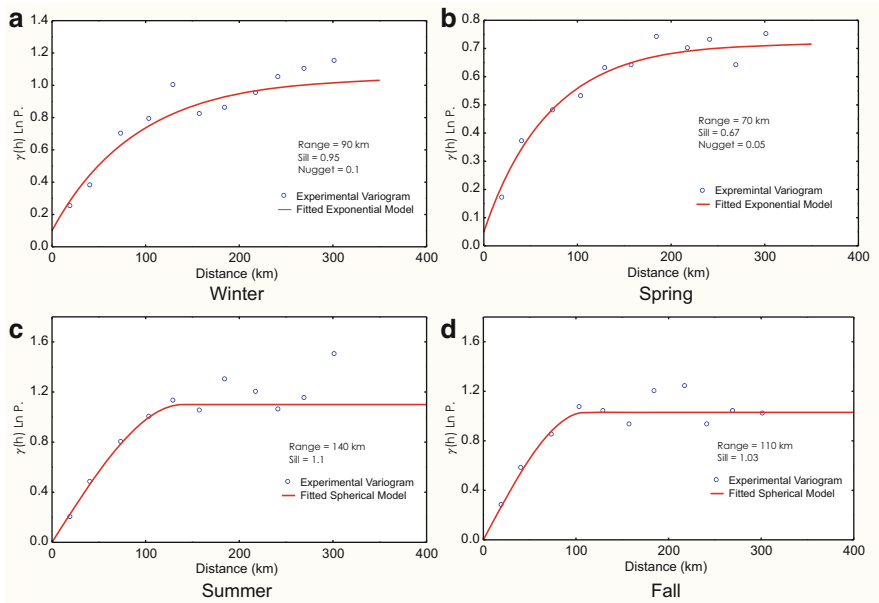 a
1.4
1.2
1.0
0.8
0.6
0.4
0.2
0.0
γ(h) Ln P.
Range = 90 km
Sill = 0.95
Nugget = 0.1
Experimental Variogram
Fitted Exponential Model
0 100 200 300 400
Distance (km)
Winter
b
0.8
0.7
0.6
0.5
0.4
0.3
0.2
0.1
0.0
γ(h) Ln P.
Range = 70 km
Sill = 0.67
Nugget = 0.05
Expremintal Variogram
Fitted Exponential Model
0 100 200 300 400
Distance (km)
Spring
c
1.6
1.2
0.8
0.4
0.0
γ(h) Ln P.
Range = 140 km
Sill = 1.1
Experimental Variogram
Fitted Spherical Model
0 100 200 300 400
Distance (km)
Summer
d
1.6
1.2
0.8
0.4
0.0
γ(h) Ln P.
Range = 110 km
Sill = 1.03
Experimental Variogram
Fitted Spherical Model
0 100 200 300 400
Distance (km)
Fall